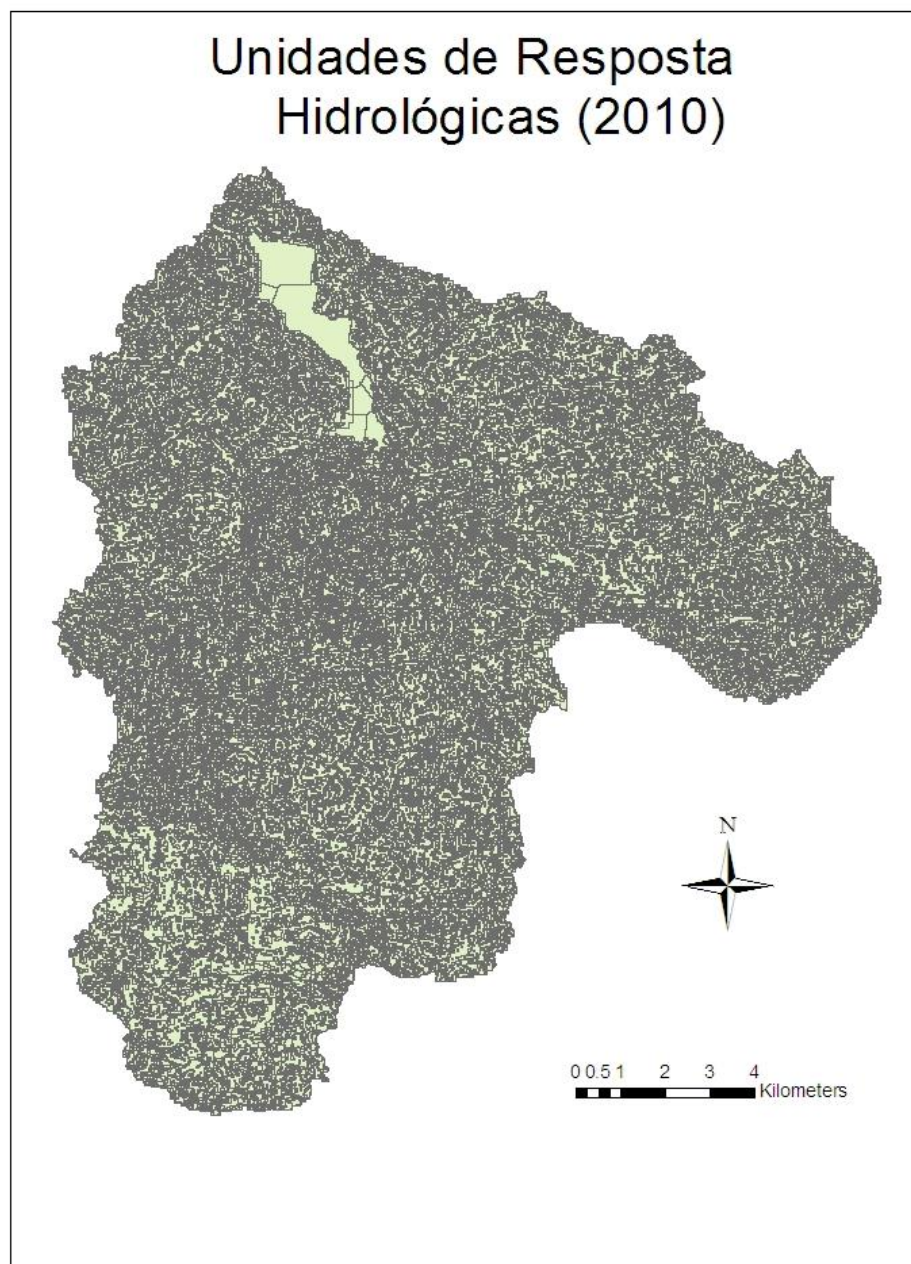 Unidades de Resposta
Hidrológicas (2010)
N
0 0.5 1 2 3 4
Kilometers